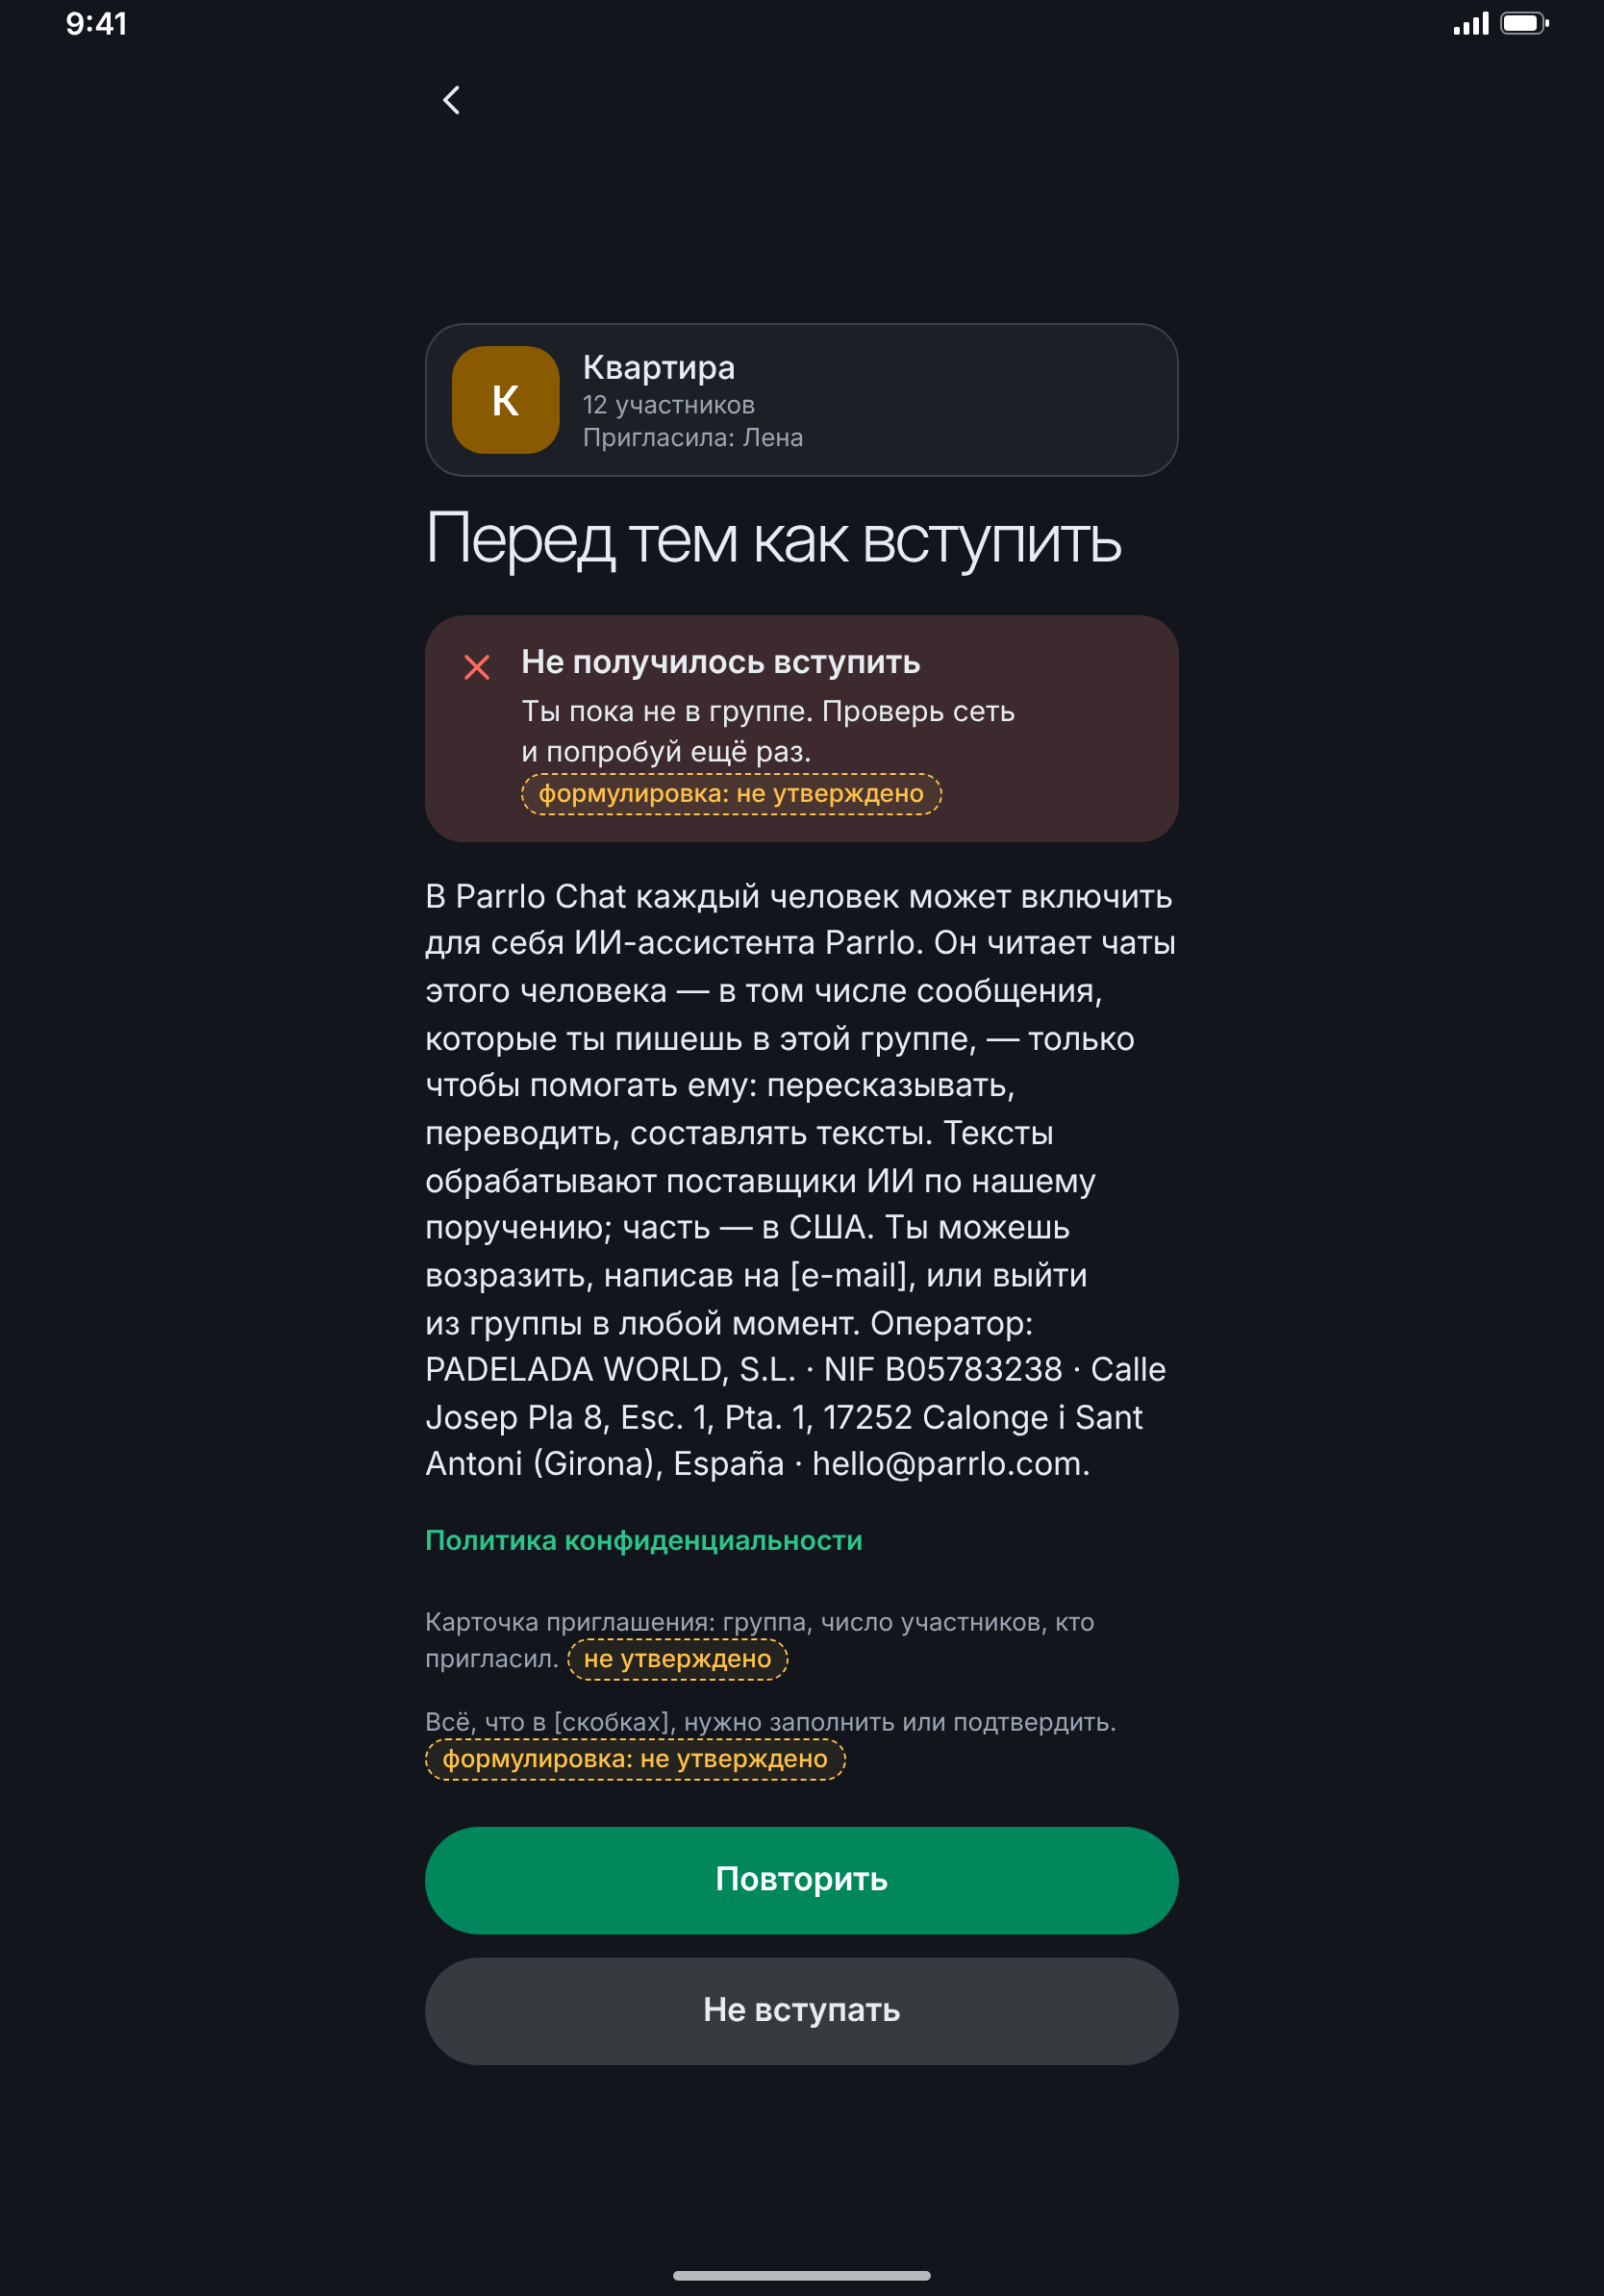 9:41
К
Квартира
12 участников
Пригласила: Лена
Перед тем как вступить
Не получилось вступить
Ты пока не в группе. Проверь сеть
и попробуй ещё раз.
формулировка: не утверждено
В Parrlo Chat каждый человек может включить
для себя ИИ-ассистента Parrlo. Он читает чаты
этого человека — в том числе сообщения,
которые ты пишешь в этой группе, — только
чтобы помогать ему: пересказывать,
переводить, составлять тексты. Тексты
обрабатывают поставщики ИИ по нашему
поручению; часть — в США. Ты можешь
возразить, написав на [e-mail], или выйти
из группы в любой момент. Оператор:
PADELADA WORLD, S.L. · NIF B05783238 · Calle
Josep Pla 8, Esc. 1, Pta. 1, 17252 Calonge i Sant
Antoni (Girona), España · hello@parrlo.com.
Политика конфиденциальности
Карточка приглашения: группа, число участников, кто
пригласил. не утверждено
Всё, что в [скобках], нужно заполнить или подтвердить.
формулировка: не утверждено
Повторить
Не вступать